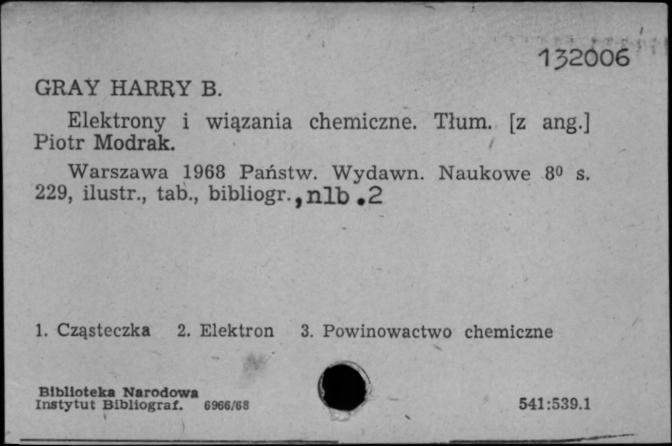 132006
GRAY HARRY B.
Elektrony i wiązania chemiczne. Tłum. [z ang.]
Piotr Modrak.
Warszawa 1968 Państw. Wydawn. Naukowe 8⁰ s.
229, ilustr., tab., bibliogr., nlb .2
1. Cząsteczka 2. Elektron 3. Powinowactwo chemiczne
Biblioteka Narodowa
Instytut Bibliograf. 6966/68 541:539.1